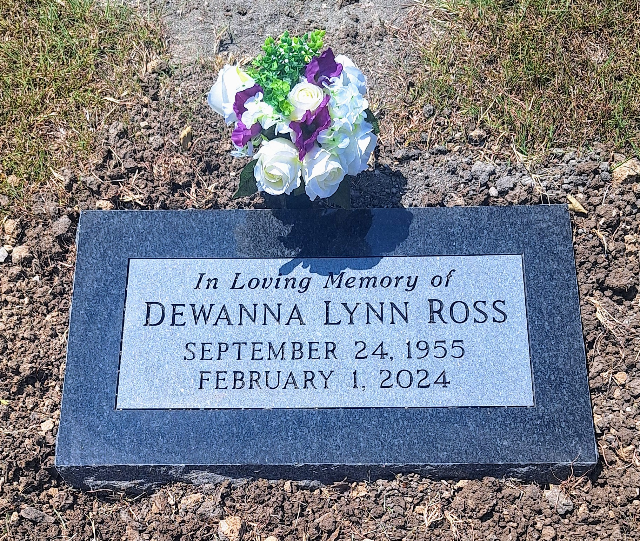 In Loving Memory of
DEWANNA LYNN ROSS
SEPTEMBER 24, 1955
FEBRUARY 1, 2024